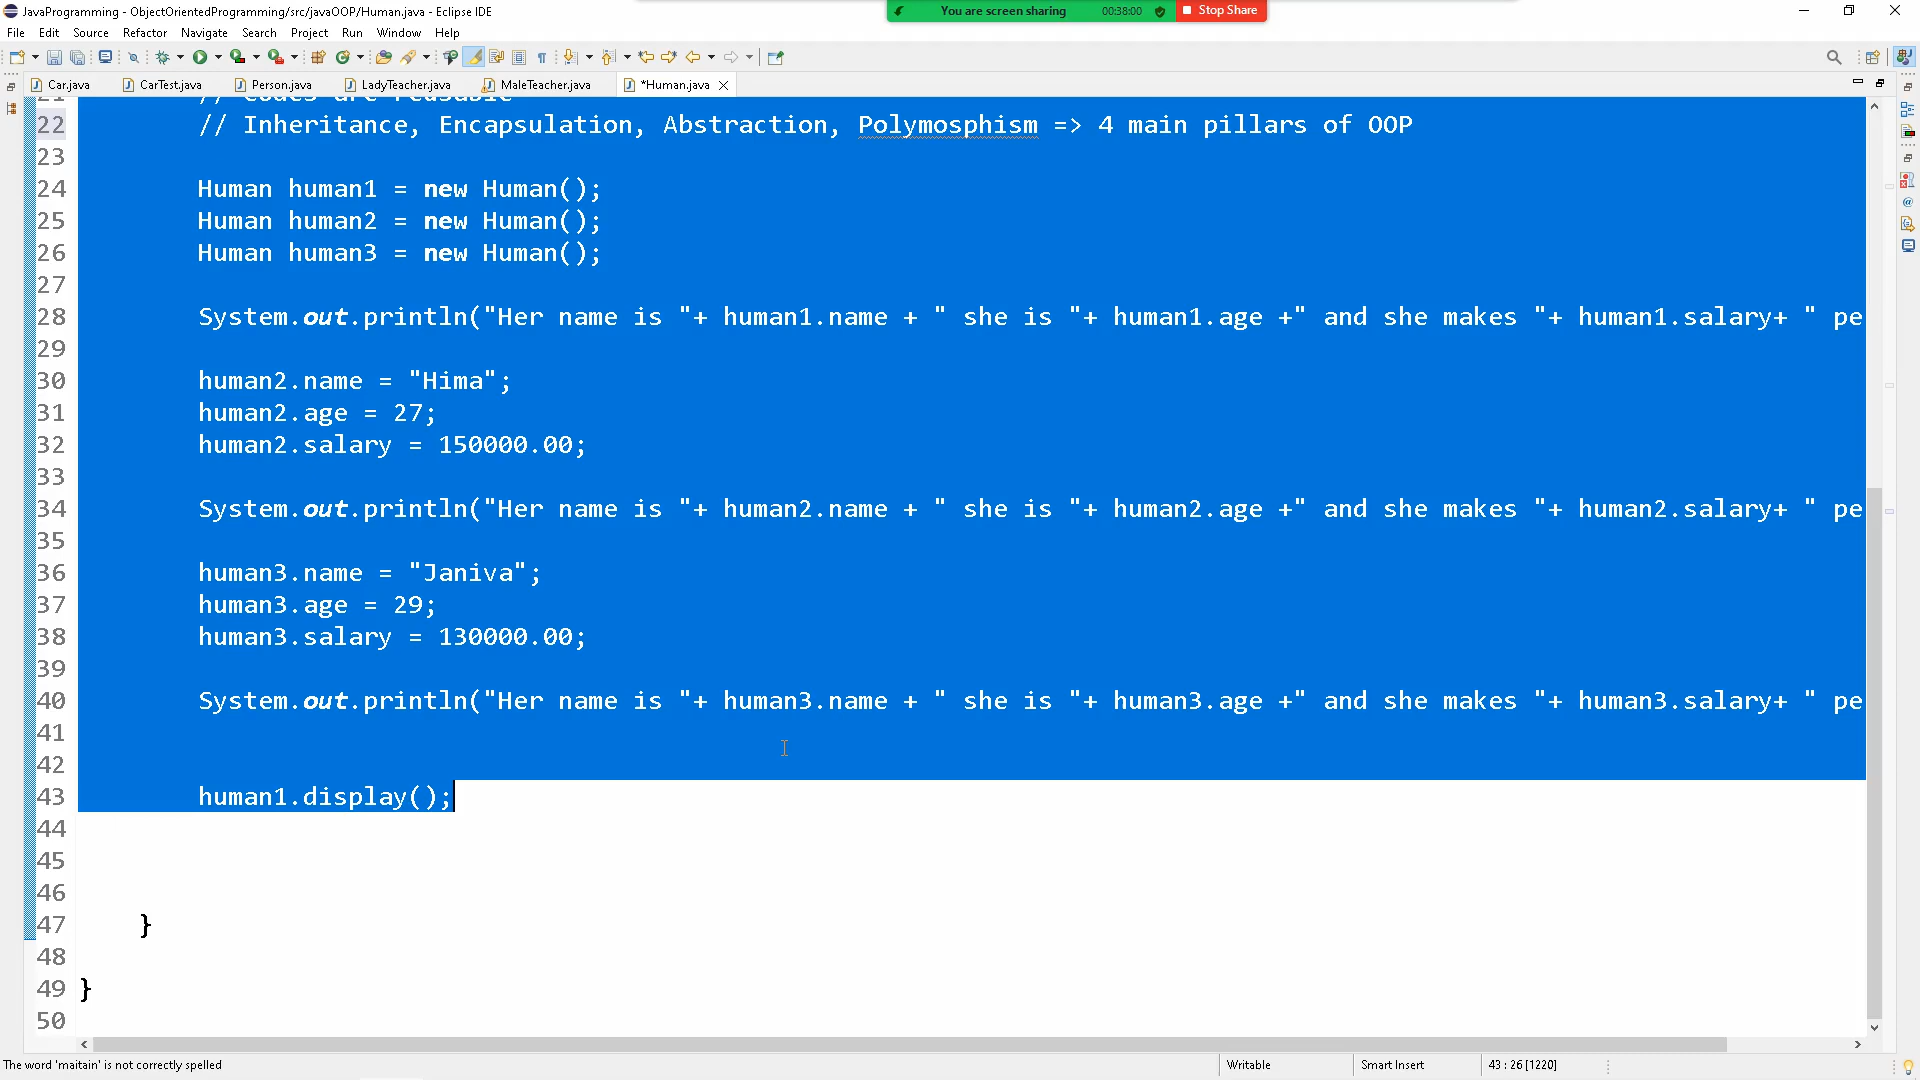 JavaProgramming - ObjectOrientedProgramming/src/javaOOP/Human.java - Eclipse IDE
You are screen sharing 00:38:00 Stop Share
File Edit Source Refactor Navigate Search Project Run Window Help
Car.java CarTest.java Person.java LadyTeacher.java MaleTeacher.java *Human.java
21 // Codes are reusable
22 // Inheritance, Encapsulation, Abstraction, Polymosphism => 4 main pillars of OOP
23
24 Human human1 = new Human();
25 Human human2 = new Human();
26 Human human3 = new Human();
27
28 System.out.println("Her name is "+ human1.name + " she is "+ human1.age +" and she makes "+ human1.salary+ " pe
29
30 human2.name = "Hima";
31 human2.age = 27;
32 human2.salary = 150000.00;
33
34 System.out.println("Her name is "+ human2.name + " she is "+ human2.age +" and she makes "+ human2.salary+ " pe
35
36 human3.name = "Janiva";
37 human3.age = 29;
38 human3.salary = 130000.00;
39
40 System.out.println("Her name is "+ human3.name + " she is "+ human3.age +" and she makes "+ human3.salary+ " pe
41
42
43 human1.display();
44
45
46
47 }
48
49 }
50
The word 'maitain' is not correctly spelled Writable Smart Insert 43 : 26 [1220]